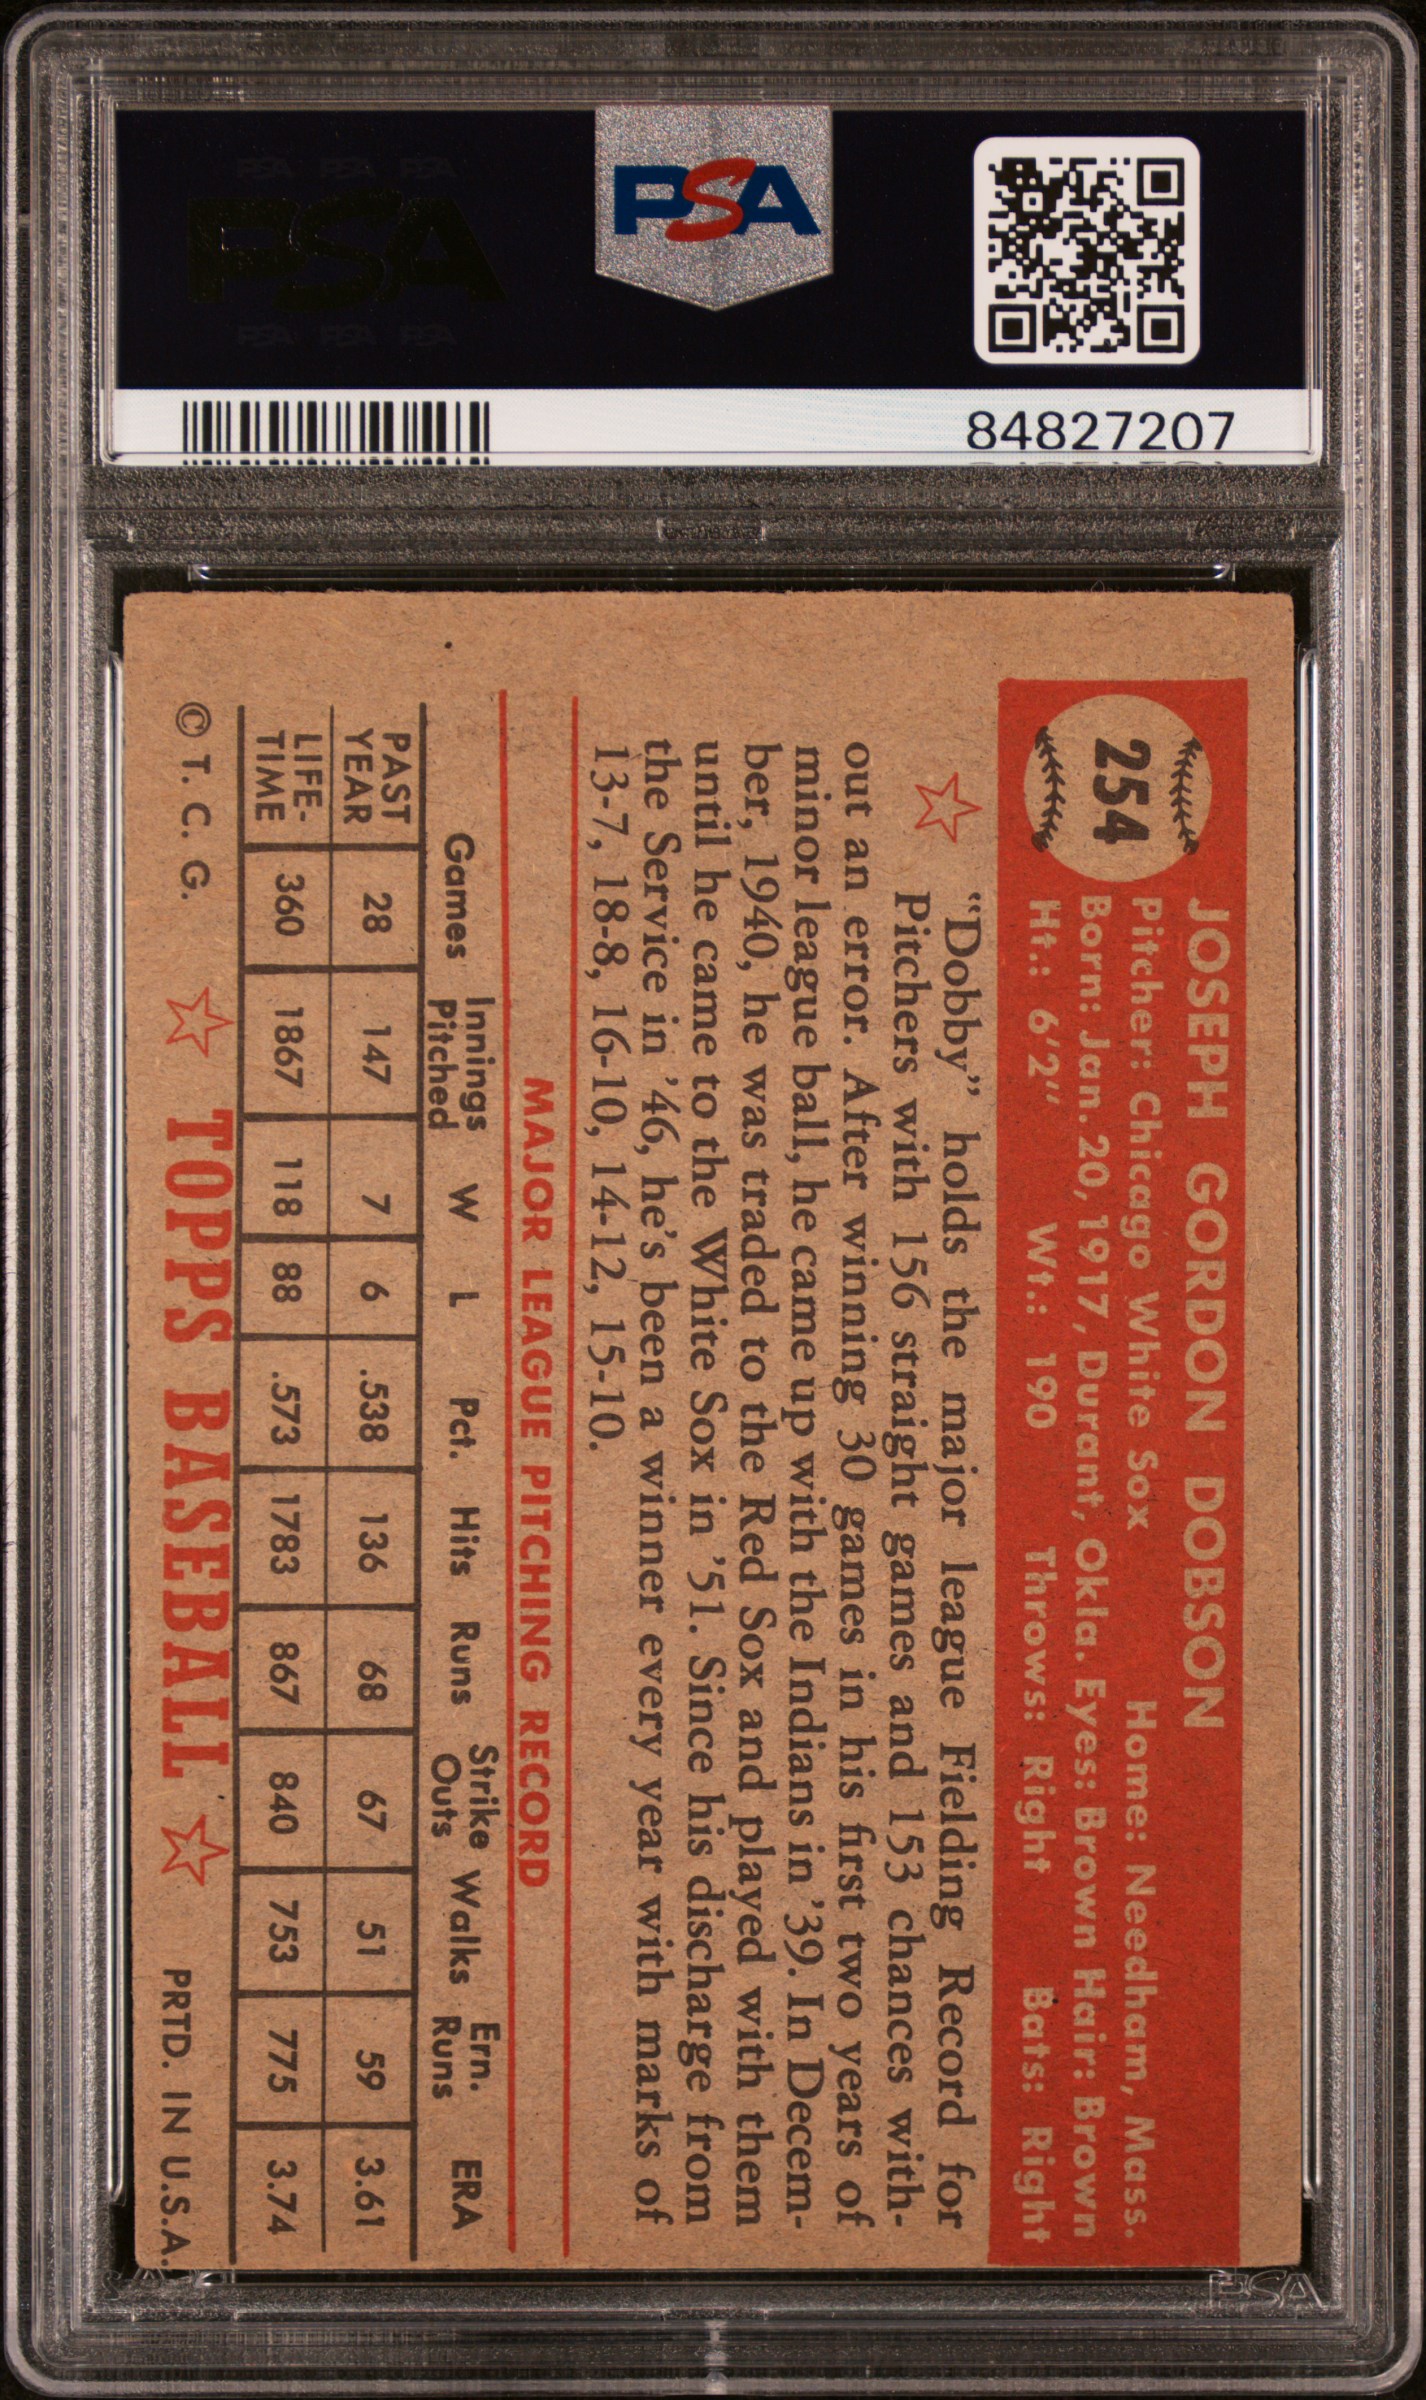 PSA PSA PSA
PSA
PSA PSA PSA
PSA
84827207
254
JOSEPH GORDON DOBSON
Pitcher: Chicago White Sox Home: Needham, Mass.
Born: Jan. 20, 1917, Durant, Okla. Eyes: Brown Hair: Brown
Ht.: 6'2" Wt.: 190 Throws: Right Bats: Right
"Dobby" holds the major league Fielding Record for
Pitchers with 156 straight games and 153 chances with-
out an error. After winning 30 games in his first two years of
minor league ball, he came up with the Indians in '39. In Decem-
ber, 1940, he was traded to the Red Sox and played with them
until he came to the White Sox in '51. Since his discharge from
the Service in '46, he's been a winner every year with marks of
13-7, 18-8, 16-10, 14-12, 15-10.
MAJOR LEAGUE PITCHING RECORD
Games Innings Pitched W L Pct. Hits Runs Strike Outs Walks Ern. Runs ERA
PAST YEAR 28 147 7 6 .538 136 68 67 51 59 3.61
LIFE-TIME 360 1867 118 88 .573 1783 867 840 753 775 3.74
© T. C. G. TOPPS BASEBALL PRTD. IN U.S.A.
PSA